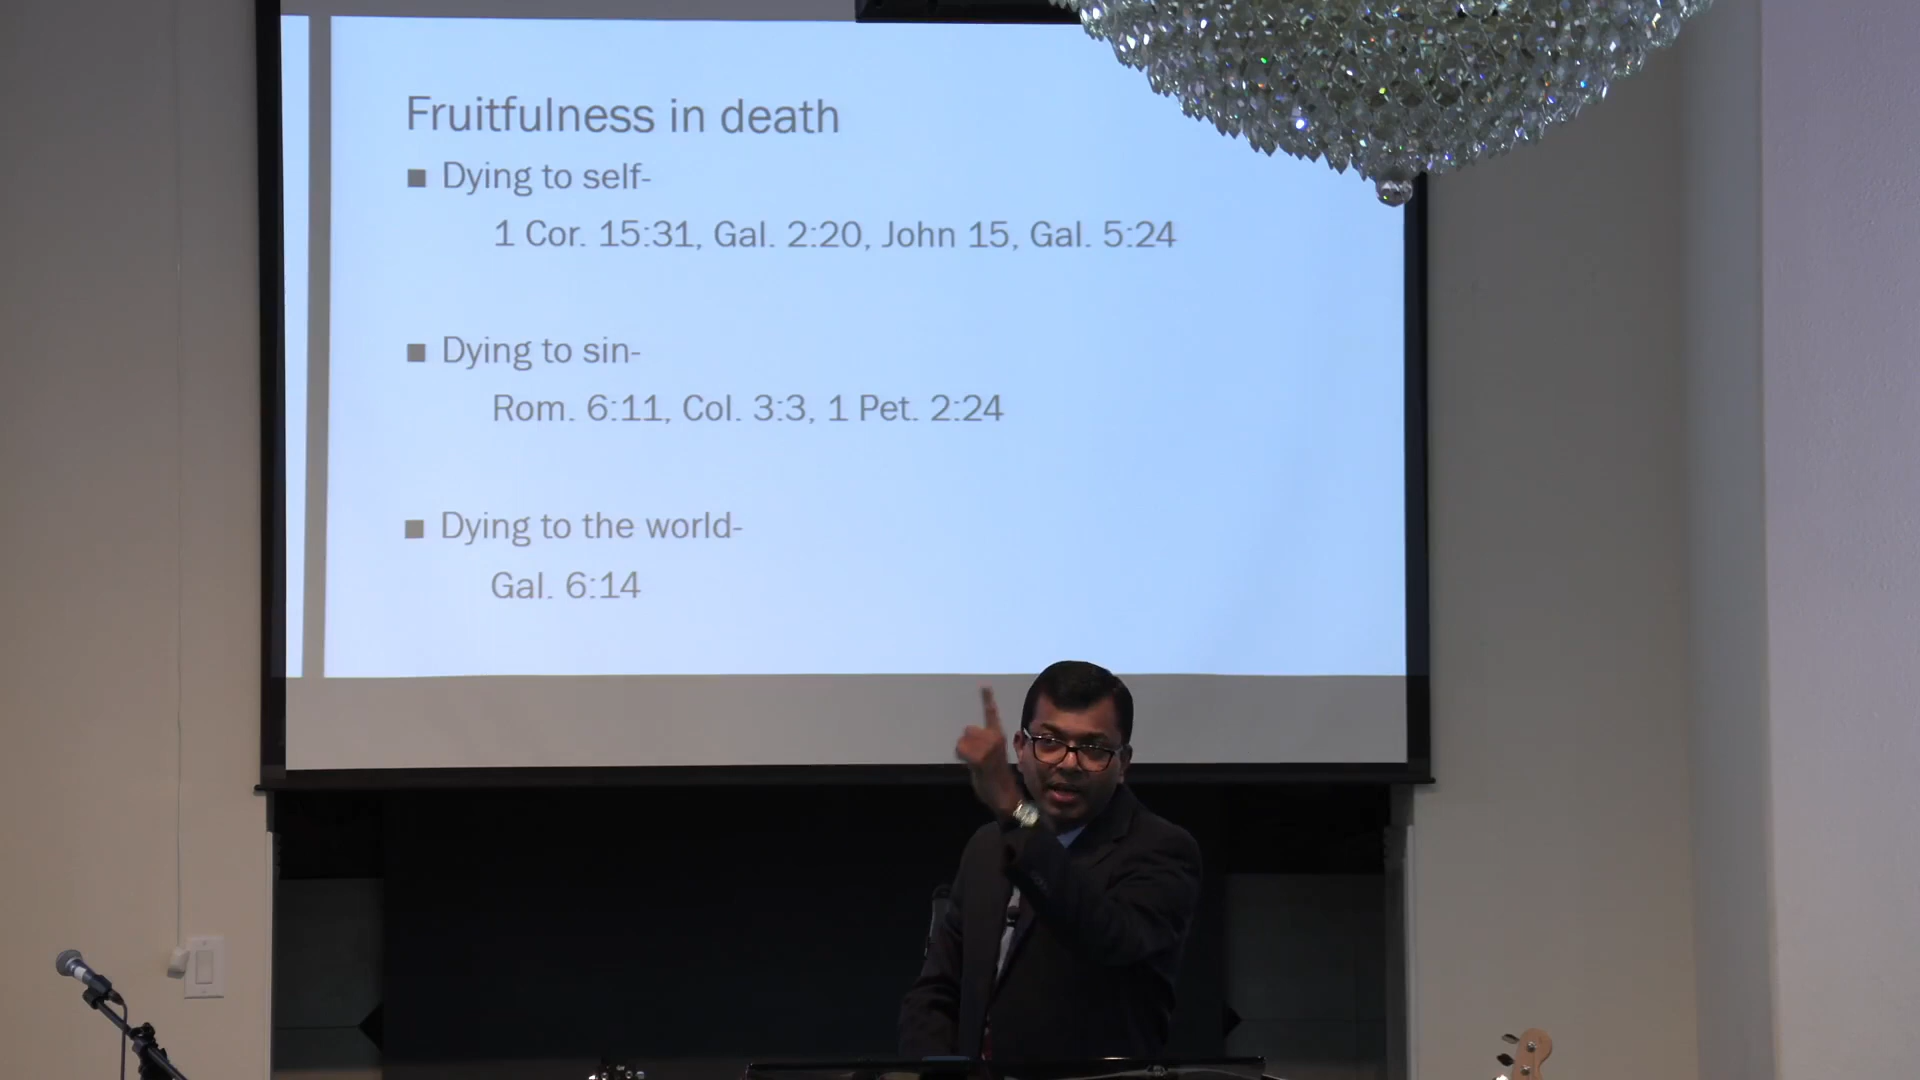 Fruitfulness in death
■ Dying to self-
1 Cor. 15:31, Gal. 2:20, John 15, Gal. 5:24
■ Dying to sin-
Rom. 6:11, Col. 3:3, 1 Pet. 2:24
■ Dying to the world-
Gal. 6:14